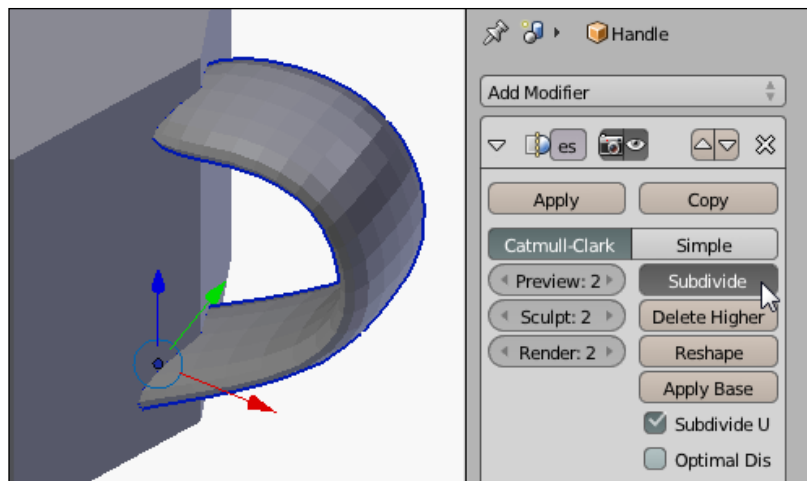 Handle
Add Modifier
es
Apply Copy
Catmull-Clark Simple
Preview: 2 Subdivide
Sculpt: 2 Delete Higher
Render: 2 Reshape
Apply Base
Subdivide U
Optimal Dis